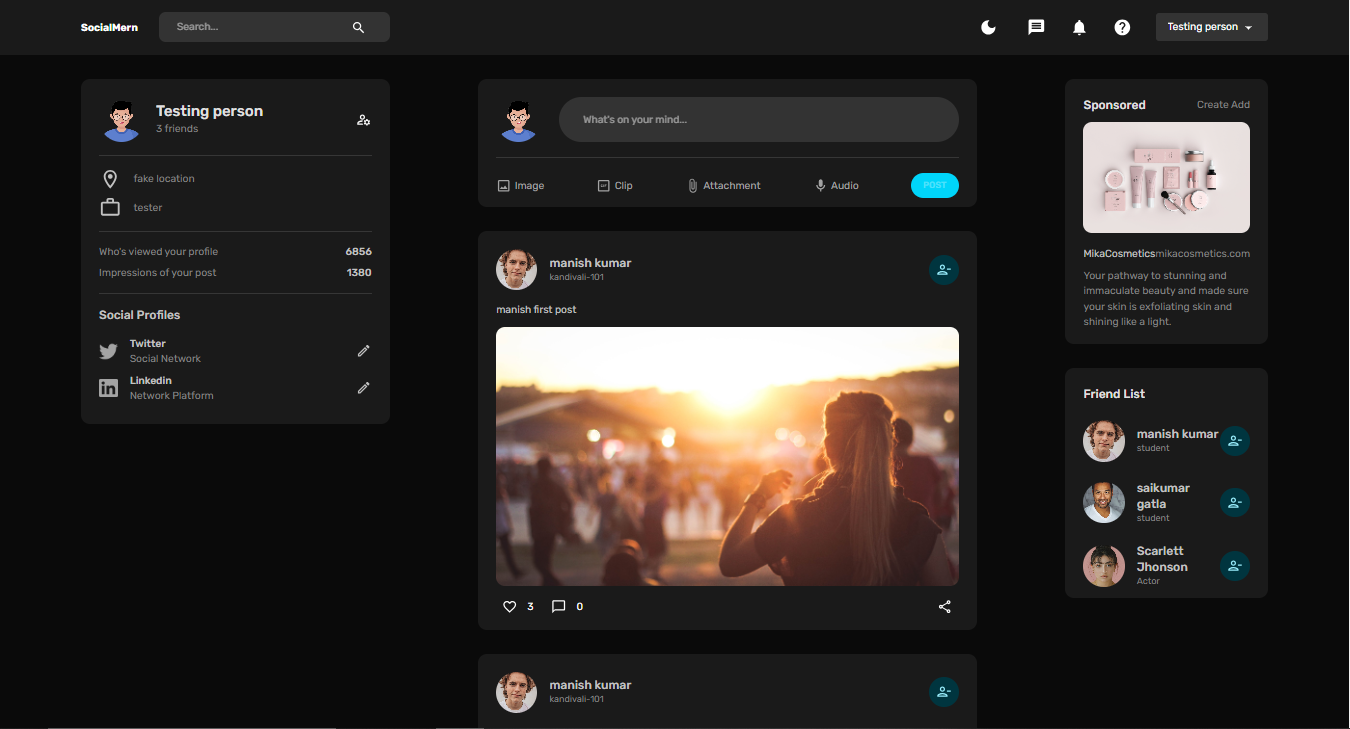 SocialMern
Search...
Testing person
Testing person
3 friends
fake location
tester
Who's viewed your profile 6856
Impressions of your post 1380
Social Profiles
Twitter
Social Network
Linkedin
Network Platform
What's on your mind...
Image Clip Attachment Audio POST
manish kumar
kandivali-101
manish first post
3 0
manish kumar
kandivali-101
Sponsored Create Add
MikaCosmetics mikacosmetics.com
Your pathway to stunning and
immaculate beauty and made sure
your skin is exfoliating skin and
shining like a light.
Friend List
manish kumar
student
saikumar
gatla
student
Scarlett
Jhonson
Actor